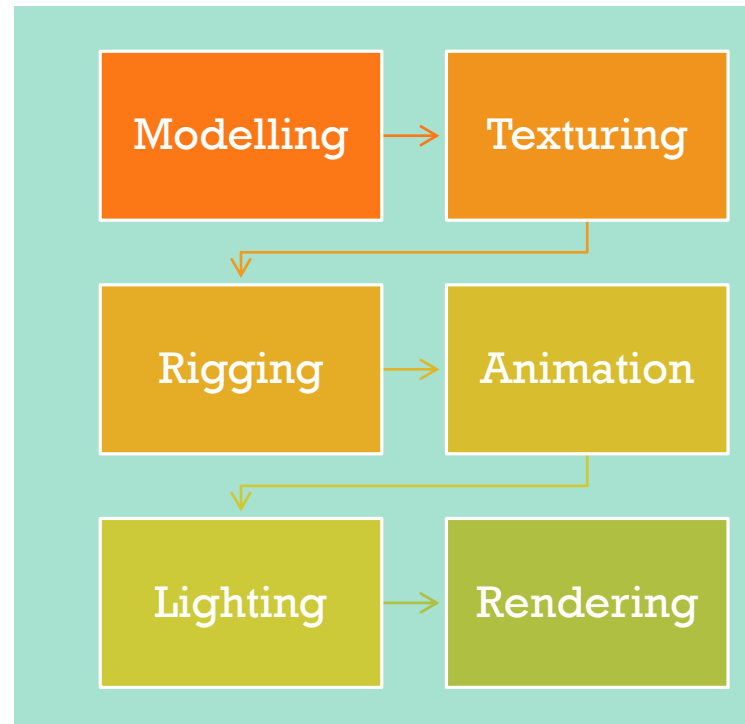 Modelling
Texturing
Rigging
Animation
Lighting
Rendering